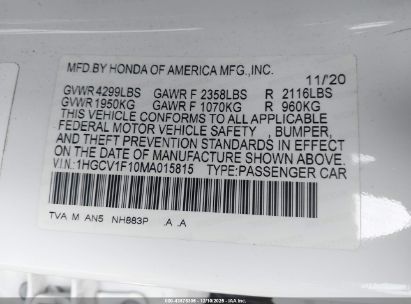 MFD.BY HONDA OF AMERICA MFG.,INC. 11/20
GVWR 4299LBS GAWR F 2358LBS R 2116LBS
GVWR 1950KG GAWR F 1070KG R 960KG
THIS VEHICLE CONFORMS TO ALL APPLICABLE
FEDERAL MOTOR VEHICLE SAFETY , BUMPER,
AND THEFT PREVENTION STANDARDS IN
EFFECT ON THE DATE OF MANUFACTURE
SHOWN ABOVE.
V.I.N.:1HGCV1F10MA015815 TYPE:PASSENGER CAR
TVA M AN5 NH883P .A .A